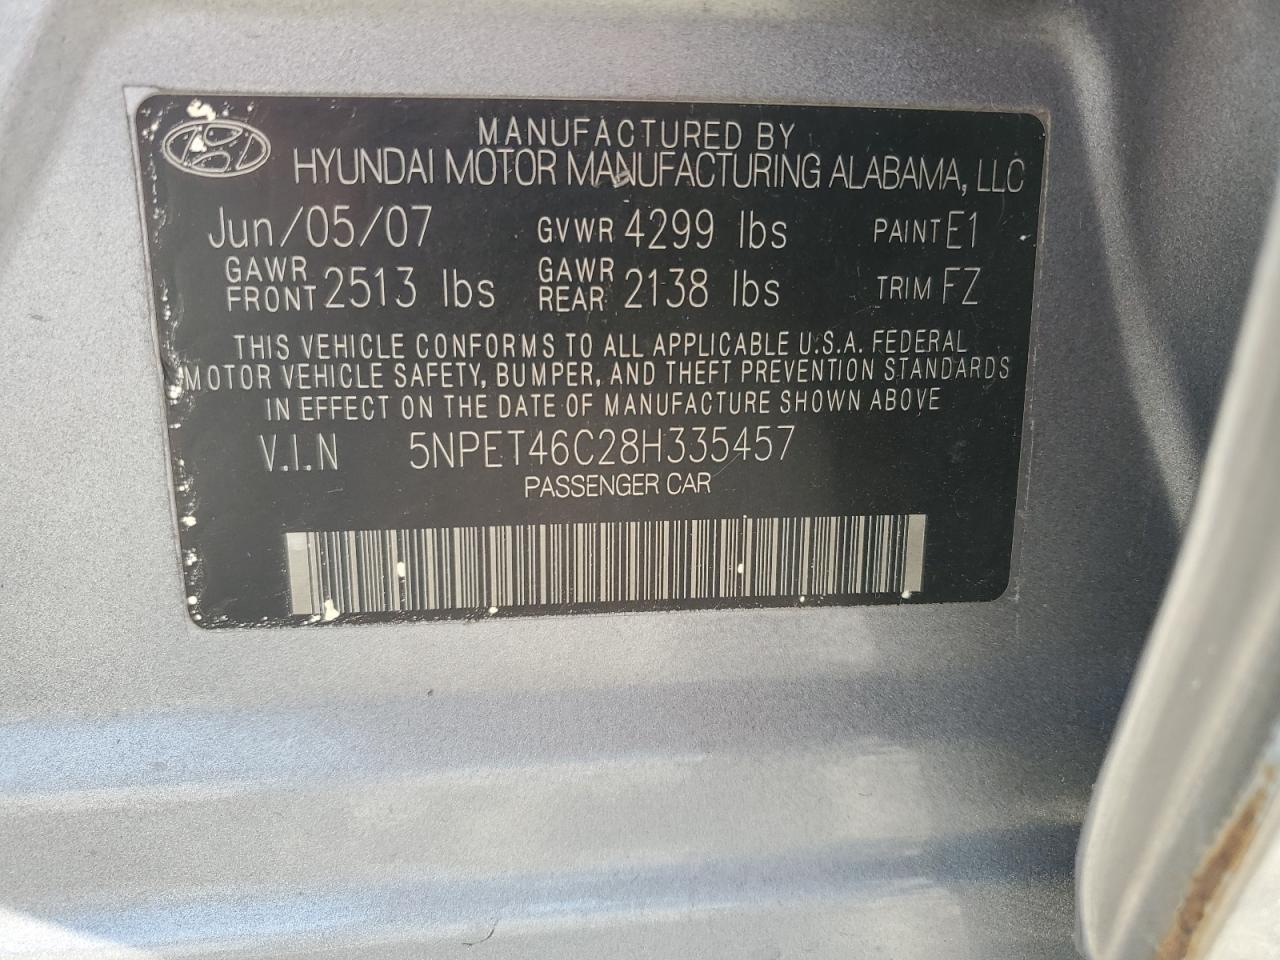 MANUFACTURED BY
HYUNDAI MOTOR MANUFACTURING ALABAMA, LLC
Jun/05/07 GVWR 4299 lbs PAINT E1
GAWR FRONT 2513 lbs GAWR REAR 2138 lbs TRIM FZ
THIS VEHICLE CONFORMS TO ALL APPLICABLE U.S.A. FEDERAL
MOTOR VEHICLE SAFETY, BUMPER, AND THEFT PREVENTION STANDARDS
IN EFFECT ON THE DATE OF MANUFACTURE SHOWN ABOVE
V.I.N 5NPET46C28H335457
PASSENGER CAR